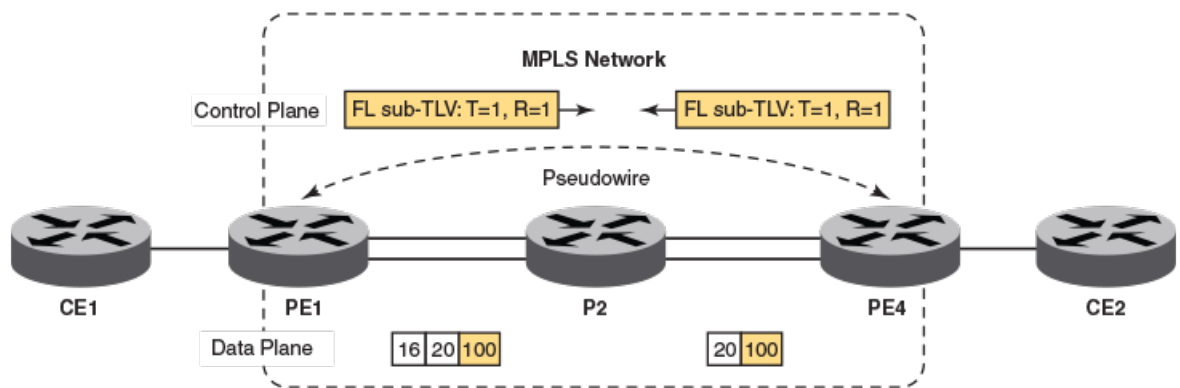 MPLS Network
Control Plane
FL sub-TLV: T=1, R=1
FL sub-TLV: T=1, R=1
Pseudowire
CE1
PE1
P2
PE4
CE2
Data Plane
16 20 100
20 100